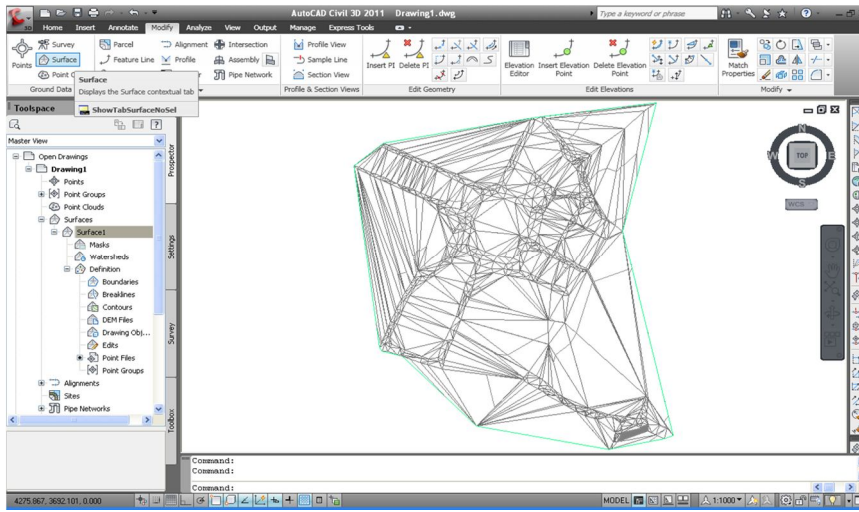 AutoCAD Civil 3D 2011 Drawing1.dwg
Type a keyword or phrase
Home Insert Annotate Modify Analyze View Output Manage Express Tools
Points
Survey
Surface
Parcel
Feature Line
Alignment
Profile
Intersection
Assembly
Pipe Network
Profile View
Sample Line
Section View
Insert PI Delete PI
Elevation Editor
Insert Elevation Point
Delete Elevation Point
Match Properties
Ground Data
Profile & Section Views
Edit Geometry
Edit Elevations
Modify
Surface
Displays the Surface contextual tab
ShowTabSurfaceNoSel
Toolspace
Master View
Open Drawings
Drawing1
Points
Point Groups
Point Clouds
Surfaces
Surface1
Masks
Watersheds
Definition
Boundaries
Breaklines
Contours
DEM Files
Drawing Obj...
Edits
Point Files
Point Groups
Alignments
Sites
Pipe Networks
Prospector
Settings
Survey
Toolbox
N
W
TOP
E
S
WCS
Command:
Command:
Command:
4275.867, 3692.101, 0.000
MODEL
1:1000